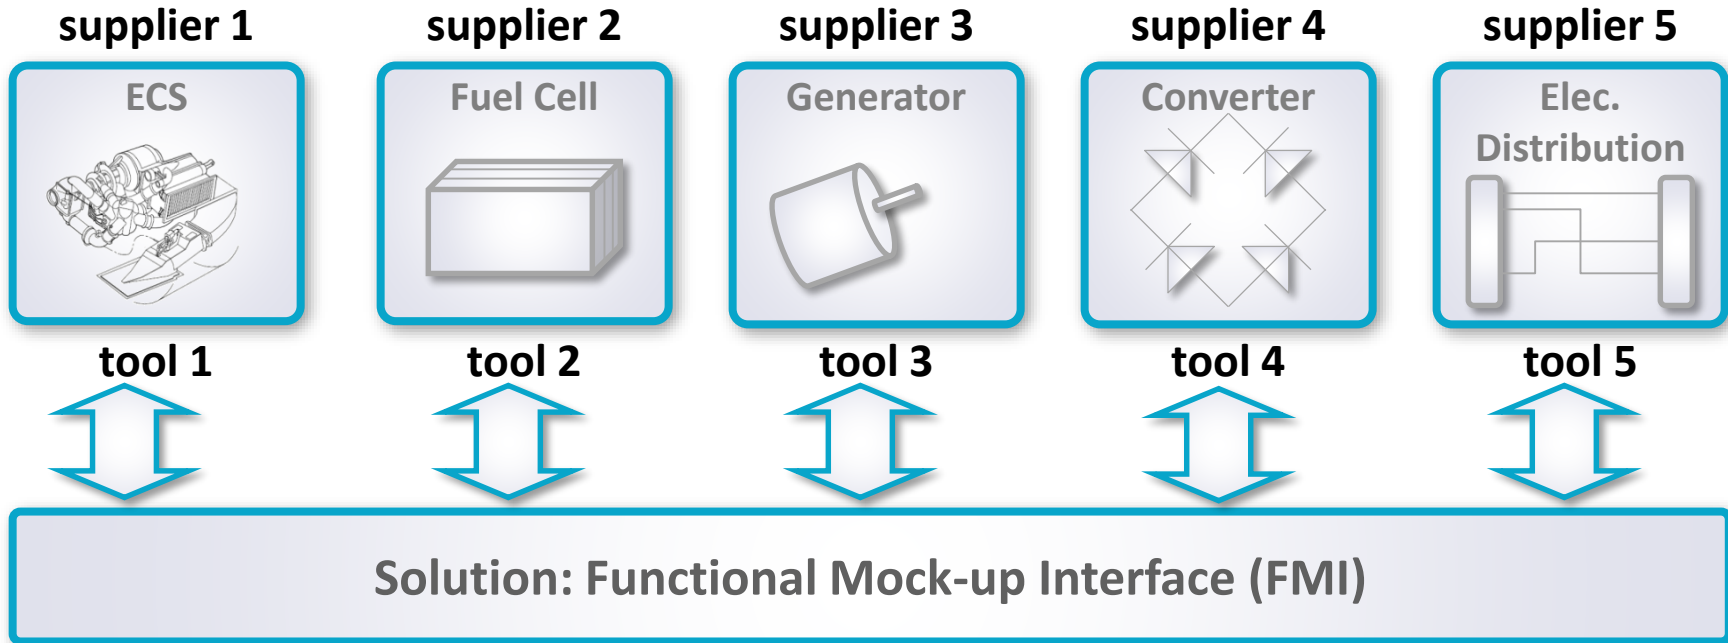 supplier 1
supplier 2
supplier 3
supplier 4
supplier 5
ECS
Fuel Cell
Generator
Converter
Elec.
Distribution
tool 1
tool 2
tool 3
tool 4
tool 5
Solution: Functional Mock-up Interface (FMI)